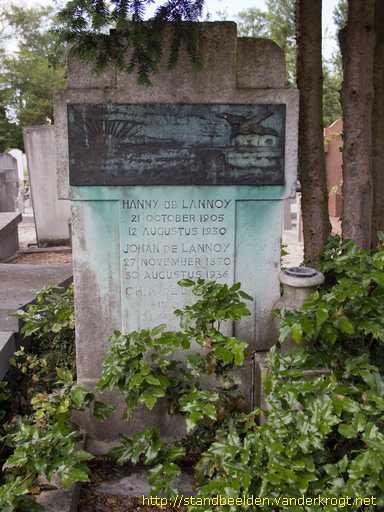 HANNY DE LANNOY
21 OCTOBER 1905
12 AUGUSTUS 1930
JOHAN DE LANNOY
27 NOVEMBER 1870
30 AUGUSTUS 1936
http://standbeelden.vanderkrogt.net